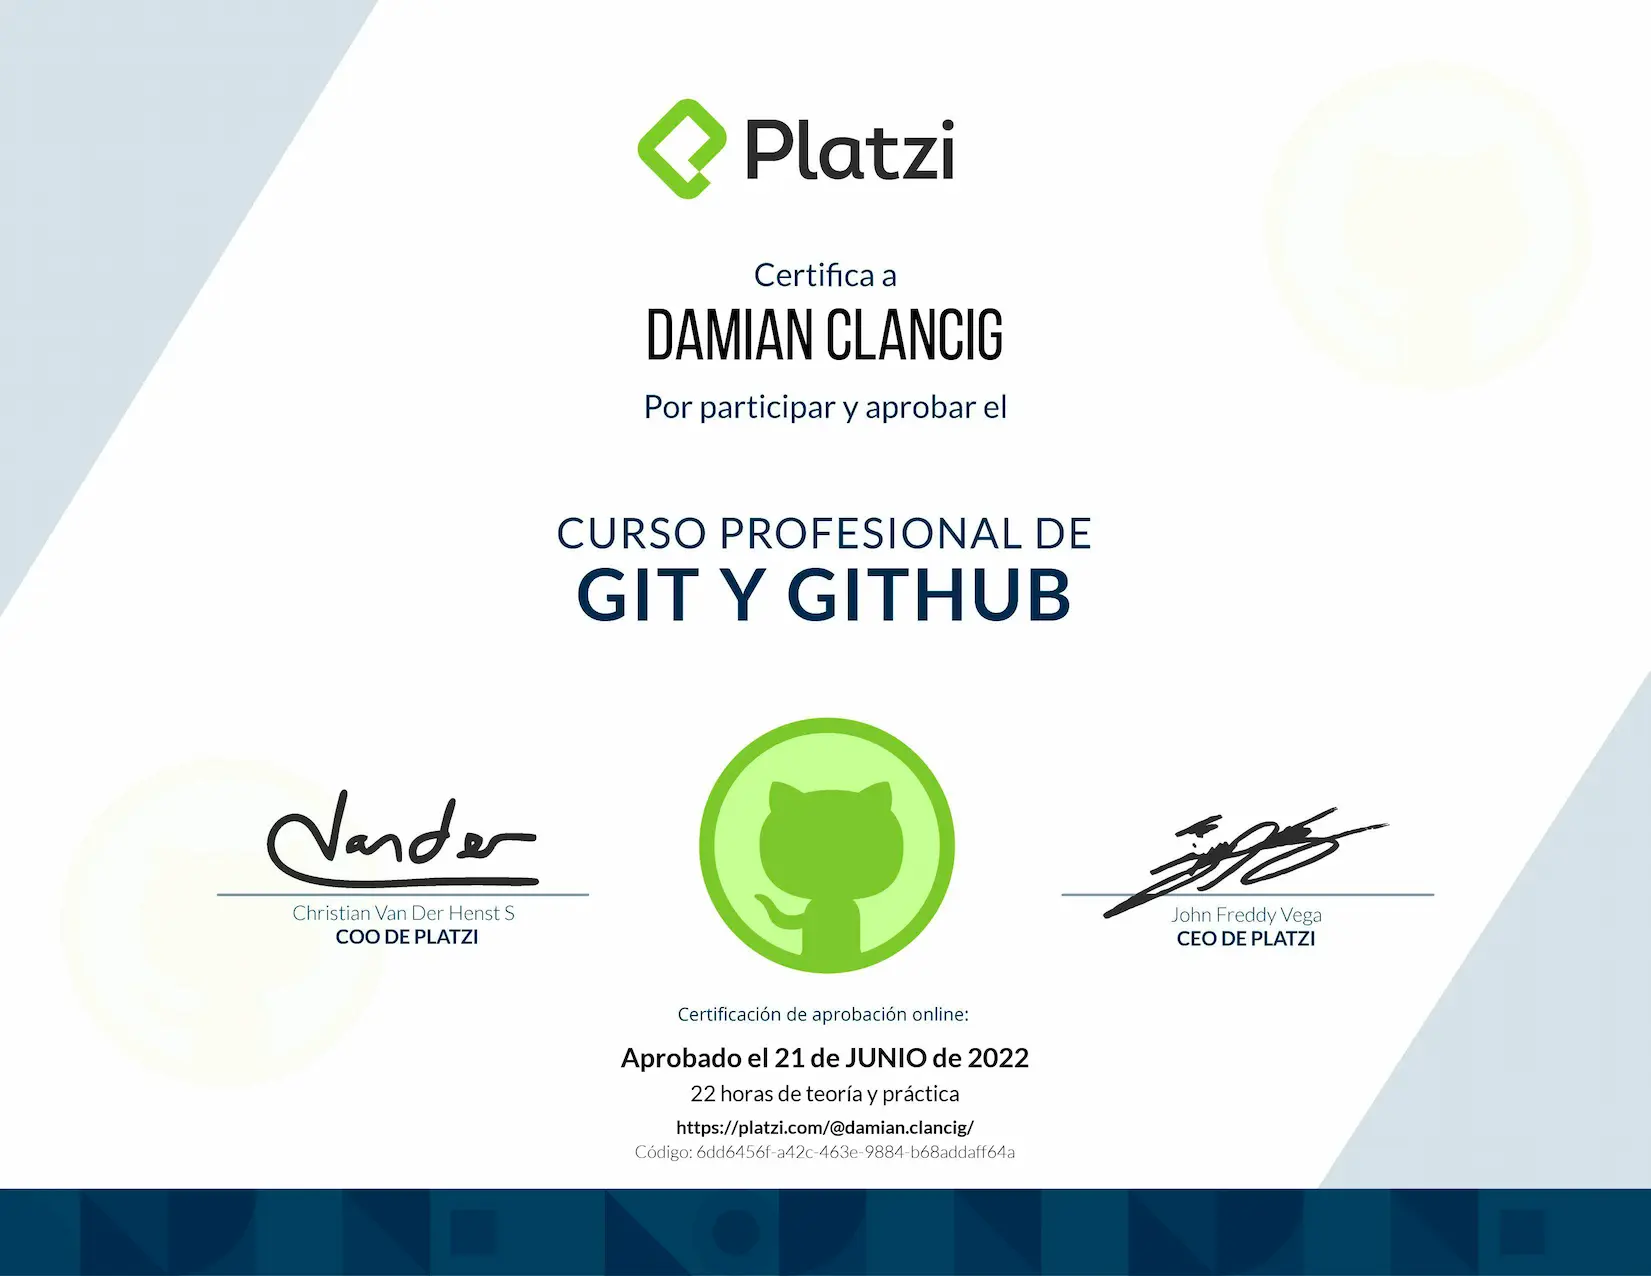 Platzi
Certifica a
DAMIAN CLANCIG
Por participar y aprobar el
CURSO PROFESIONAL DE
GIT Y GITHUB
Vander
Christian Van Der Henst S
COO DE PLATZI
John Freddy Vega
CEO DE PLATZI
Certificación de aprobación online:
Aprobado el 21 de JUNIO de 2022
22 horas de teoría y práctica
https://platzi.com/@damian.clancig/
Código: 6dd6456f-a42c-463e-9884-b68addaff64a